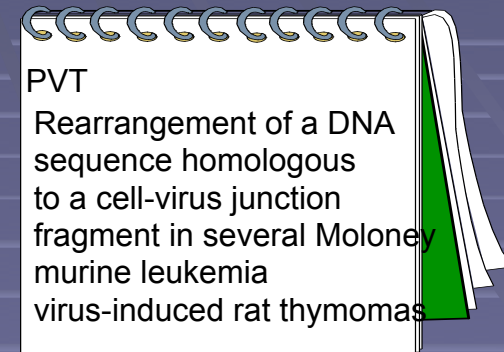 PVT
Rearrangement of a DNA
sequence homologous
to a cell-virus junction
fragment in several Moloney
murine leukemia
virus-induced rat thymomas